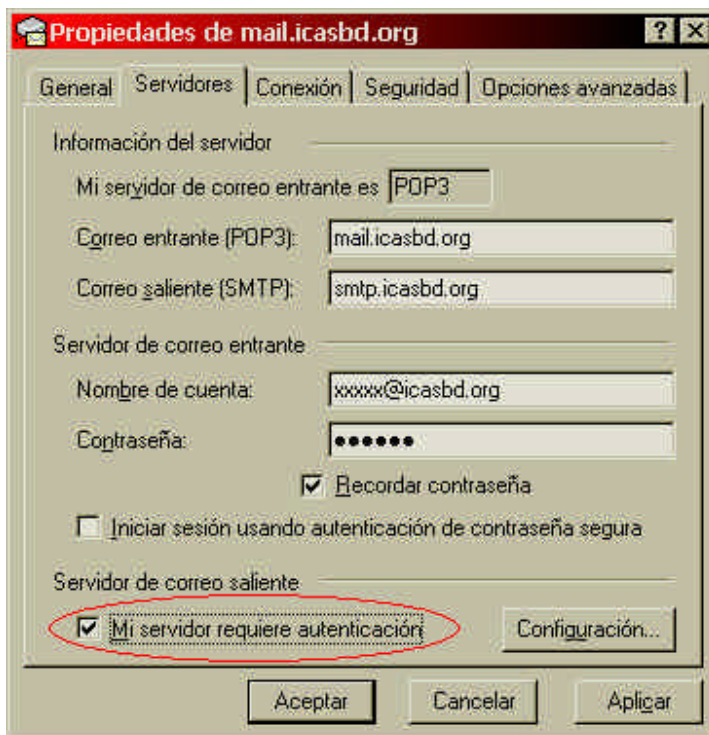 Propiedades de mail.icasbd.org
General Servidores Conexión Seguridad Opciones avanzadas
Información del servidor
Mi servidor de correo entrante es POP3
Correo entrante (POP3): mail.icasbd.org
Correo saliente (SMTP): smtp.icasbd.org
Servidor de correo entrante
Nombre de cuenta: xxxxx@icasbd.org
Contraseña: ●●●●●●
Recordar contraseña
Iniciar sesión usando autenticación de contraseña segura
Servidor de correo saliente
Mi servidor requiere autenticación Configuración...
Aceptar Cancelar Aplicar